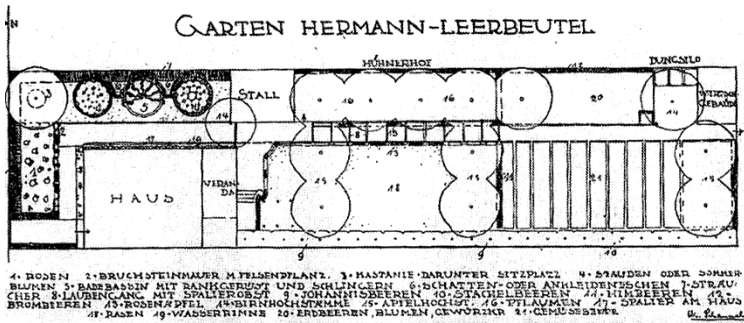 GARTEN HERMANN-LEERBEUTEL
N
HÜHNERHOF
DUNGSILO
STALL
WIRTSCH. GEBÄUDE
HAUS
VERANDA
1. ROSEN 2. BRUCHSTEINMAUER M. FELSENPFLANZ. 3. KASTANIE. DARUNTER SITZPLATZ 4. STAUDEN ODER SOMMER-
BLUMEN 5. BADEBASSIN MIT RANKGERÜST UND SCHLINGERN 6. SCHATTEN- ODER ANKLEIDENISCHEN 7. STRÄU-
CHER 8. LAUBENGANG MIT SPALIEROBST 9. JOHANNISBEEREN 10. STACHELBEEREN 11. HIMBEEREN 12.
BROMBEEREN 13. ROSENÄPFEL 14. BIRNHOCHSTÄMME 15. APFELHOCHST. 16. PFLAUMEN 17. SPALIER AM HAUS
18. RASEN 19. WASSERRINNE 20. ERDBEEREN, BLUMEN, GEWÜRZKR. 21. GEMÜSEBEETE